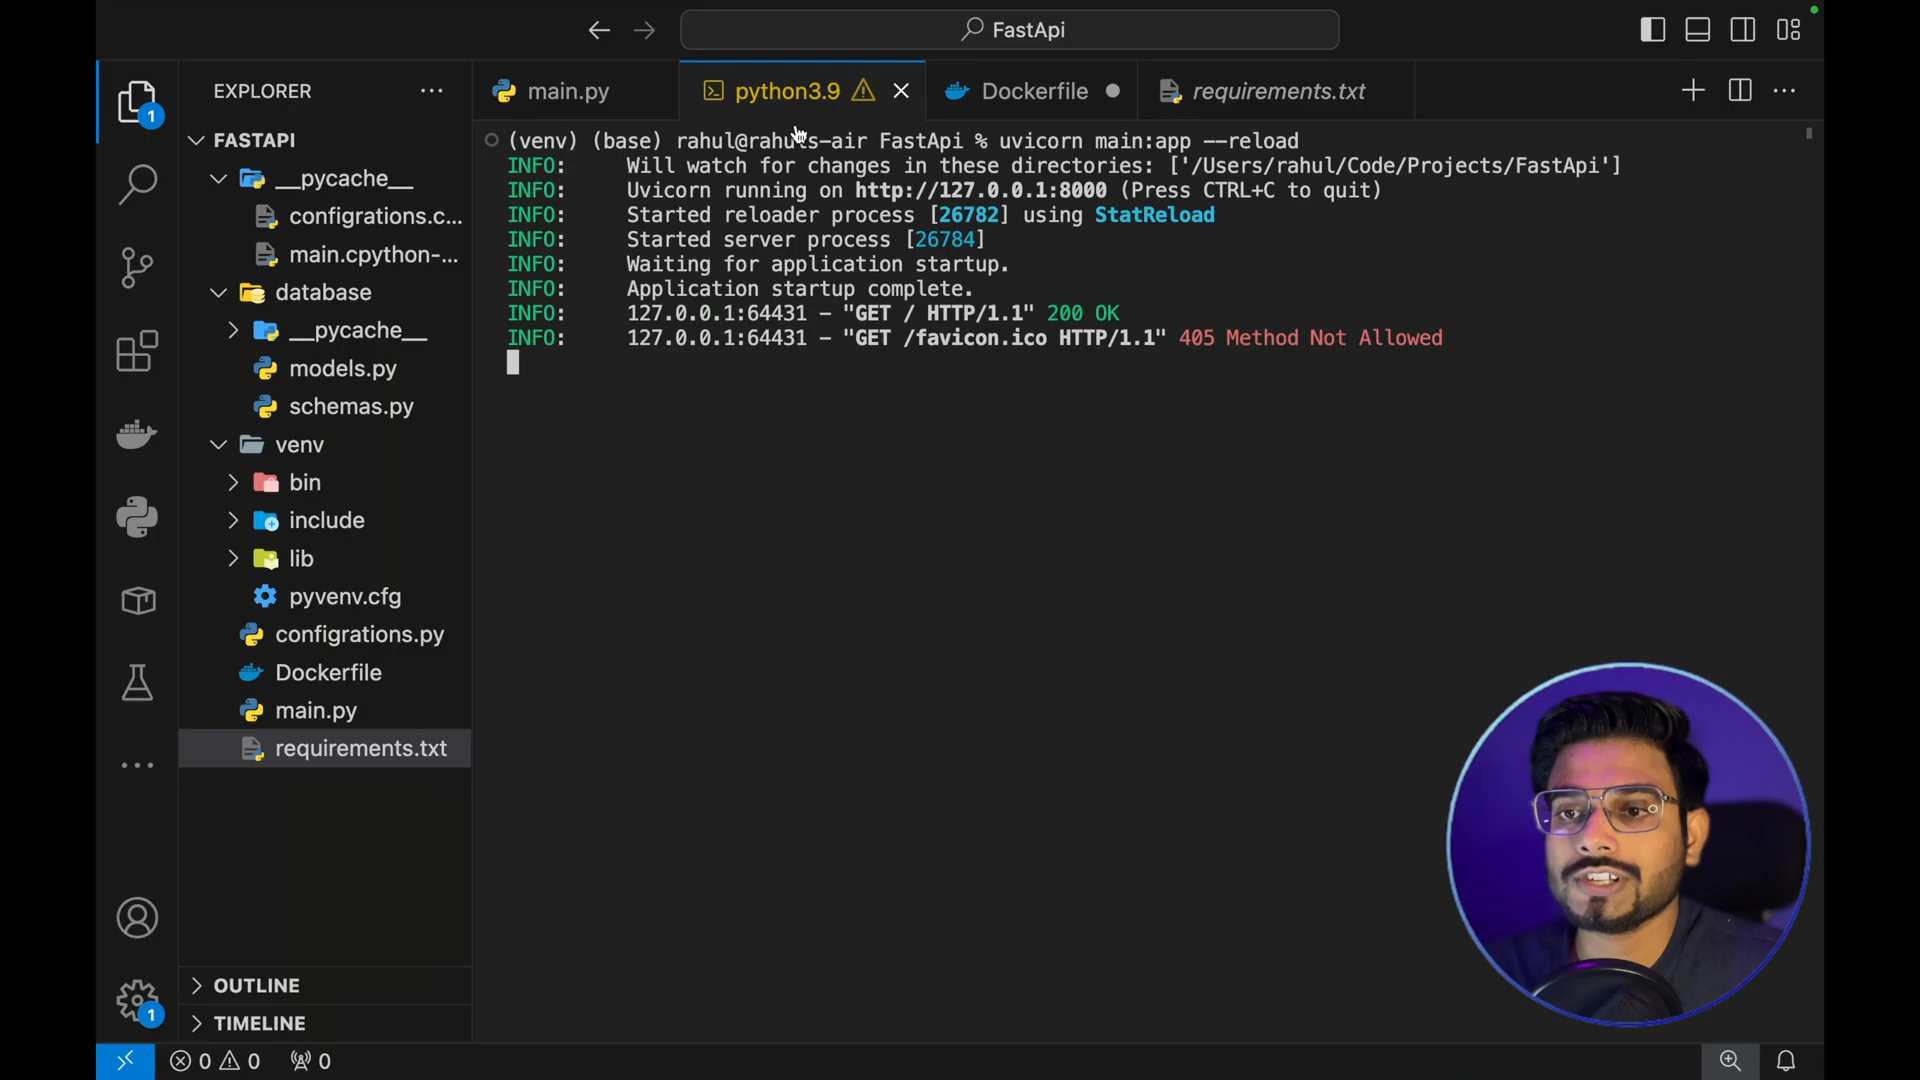 FastApi
EXPLORER
main.py
python3.9
Dockerfile
requirements.txt
1
FASTAPI
__pycache__
configrations.c...
main.cpython-...
database
__pycache__
models.py
schemas.py
venv
bin
include
lib
pyvenv.cfg
configrations.py
Dockerfile
main.py
requirements.txt
(venv) (base) rahul@rahuls-air FastApi % uvicorn main:app --reload
INFO: Will watch for changes in these directories: ['/Users/rahul/Code/Projects/FastApi']
INFO: Uvicorn running on http://127.0.0.1:8000 (Press CTRL+C to quit)
INFO: Started reloader process [26782] using StatReload
INFO: Started server process [26784]
INFO: Waiting for application startup.
INFO: Application startup complete.
INFO: 127.0.0.1:64431 - "GET / HTTP/1.1" 200 OK
INFO: 127.0.0.1:64431 - "GET /favicon.ico HTTP/1.1" 405 Method Not Allowed
OUTLINE
1
TIMELINE
0 0 0